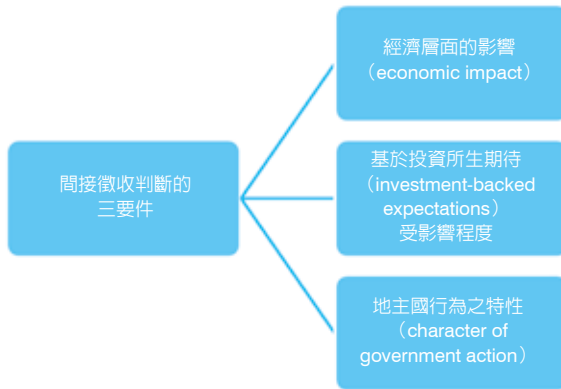 間接徵收判斷的
三要件
經濟層面的影響
（economic impact）
基於投資所生期待
（investment-backed
expectations）
受影響程度
地主國行為之特性
（character of
government action）